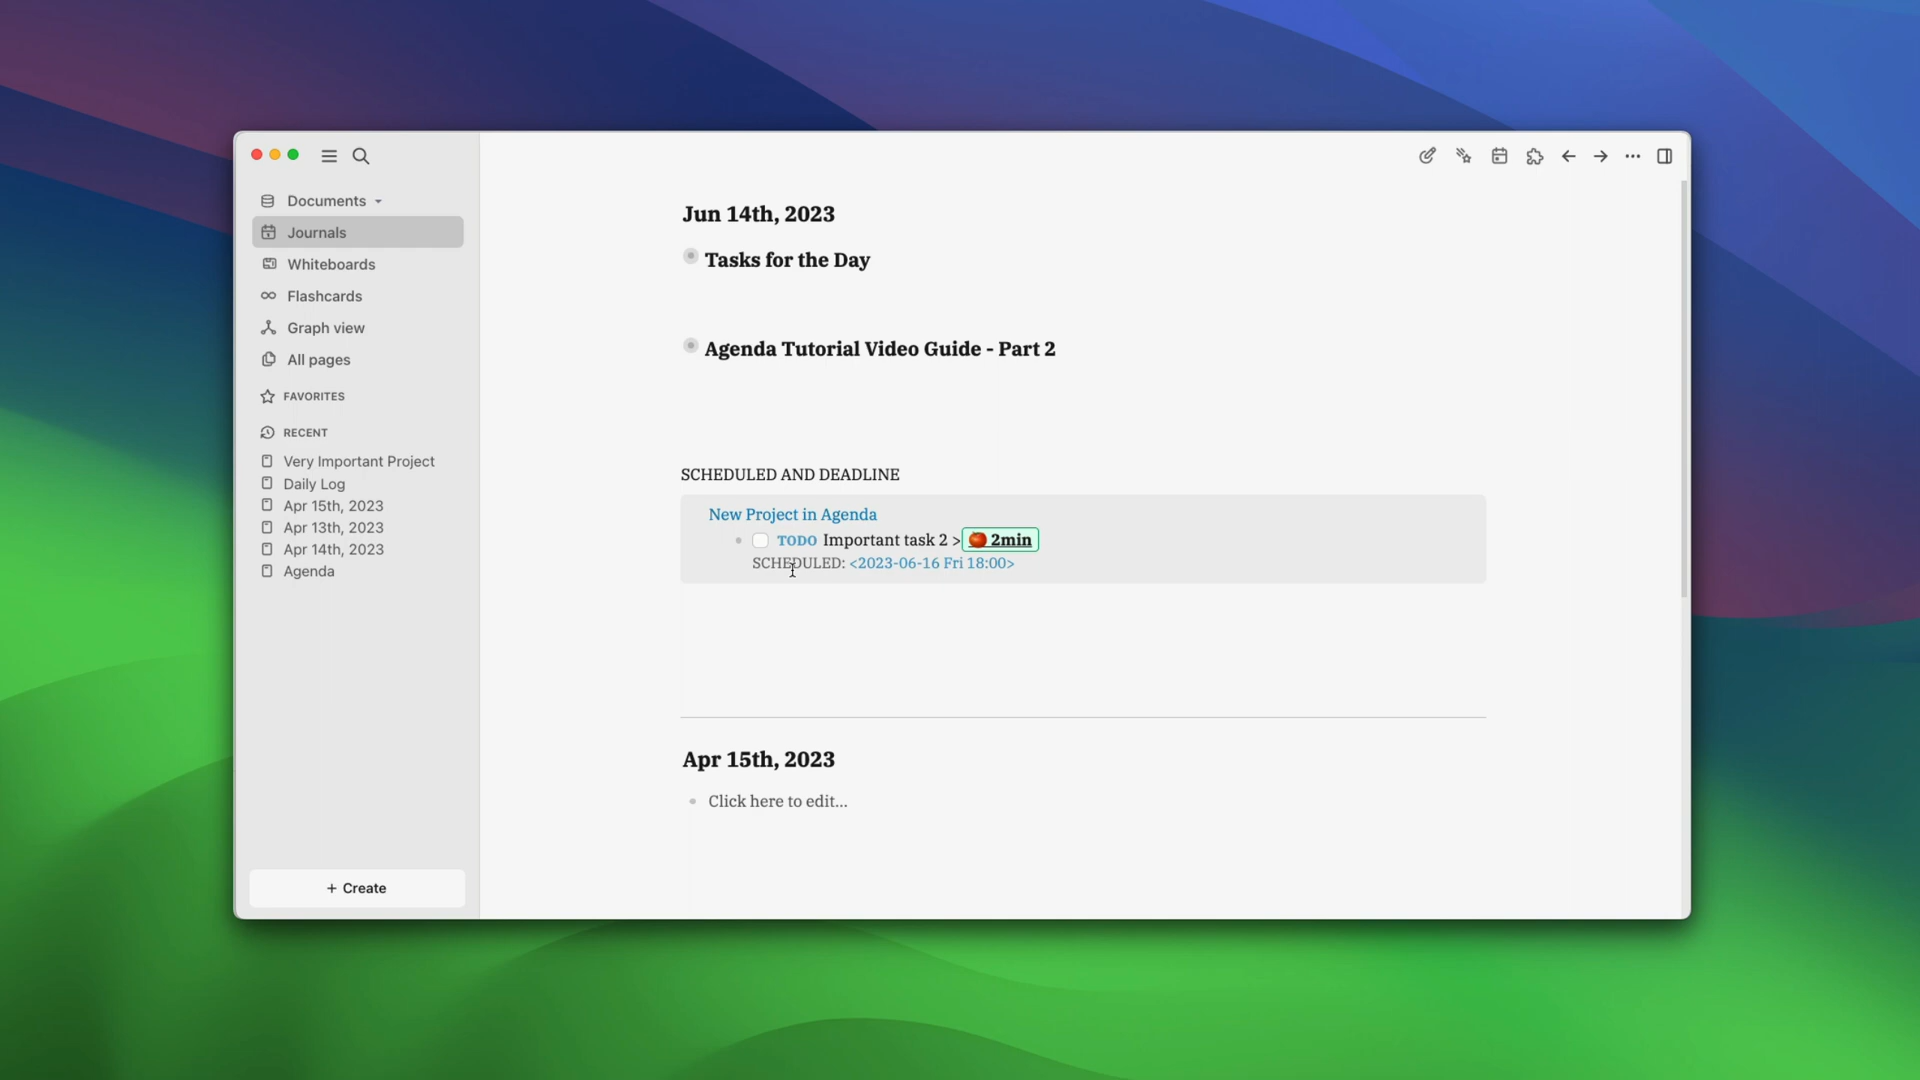 Documents
Journals
Whiteboards
Flashcards
Graph view
All pages
FAVORITES
RECENT
Very Important Project
Daily Log
Apr 15th, 2023
Apr 13th, 2023
Apr 14th, 2023
Agenda
+ Create
Jun 14th, 2023
Tasks for the Day
Agenda Tutorial Video Guide - Part 2
SCHEDULED AND DEADLINE
New Project in Agenda
TODO Important task 2 > 🍅 2min
SCHEDULED: <2023-06-16 Fri 18:00>
Apr 15th, 2023
Click here to edit...